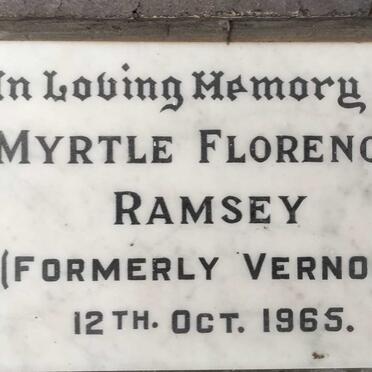 In Loving Memory
MYRTLE FLORENC
RAMSEY
(FORMERLY VERNO
12TH. OCT. 1965.